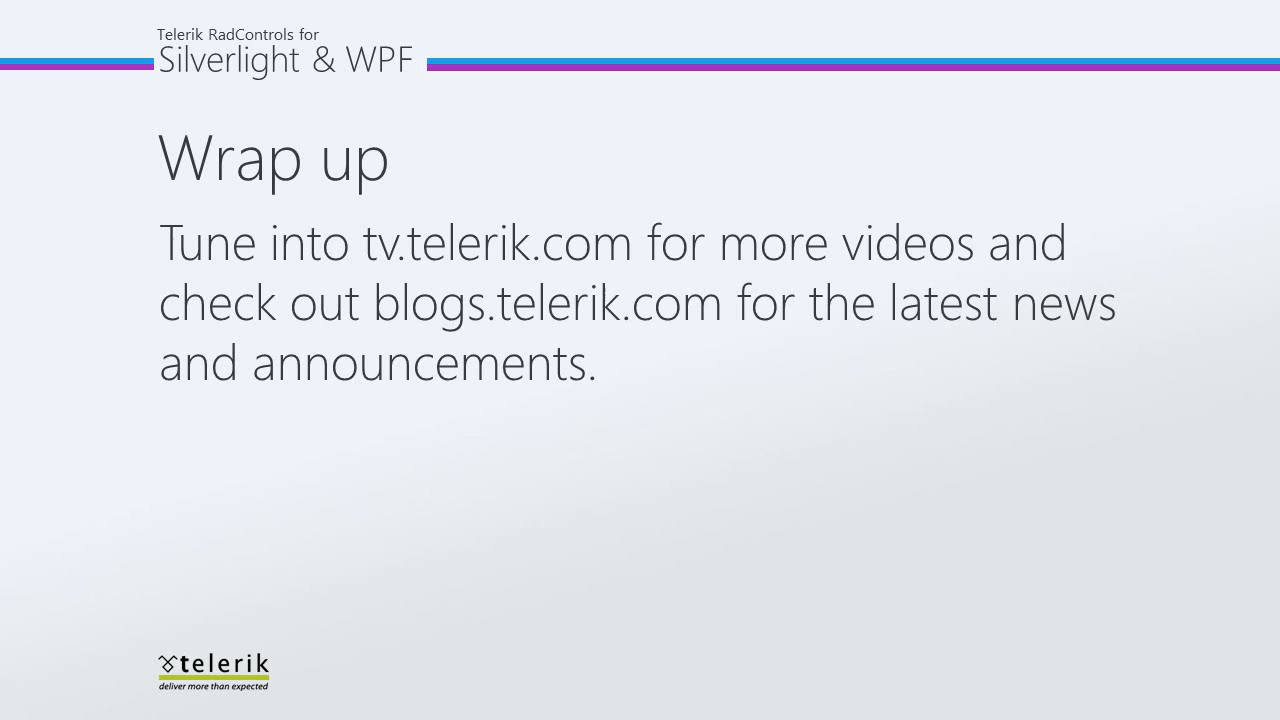 Telerik RadControls for
Silverlight & WPF
Wrap up
Tune into tv.telerik.com for more videos and
check out blogs.telerik.com for the latest news
and announcements.
telerik
deliver more than expected